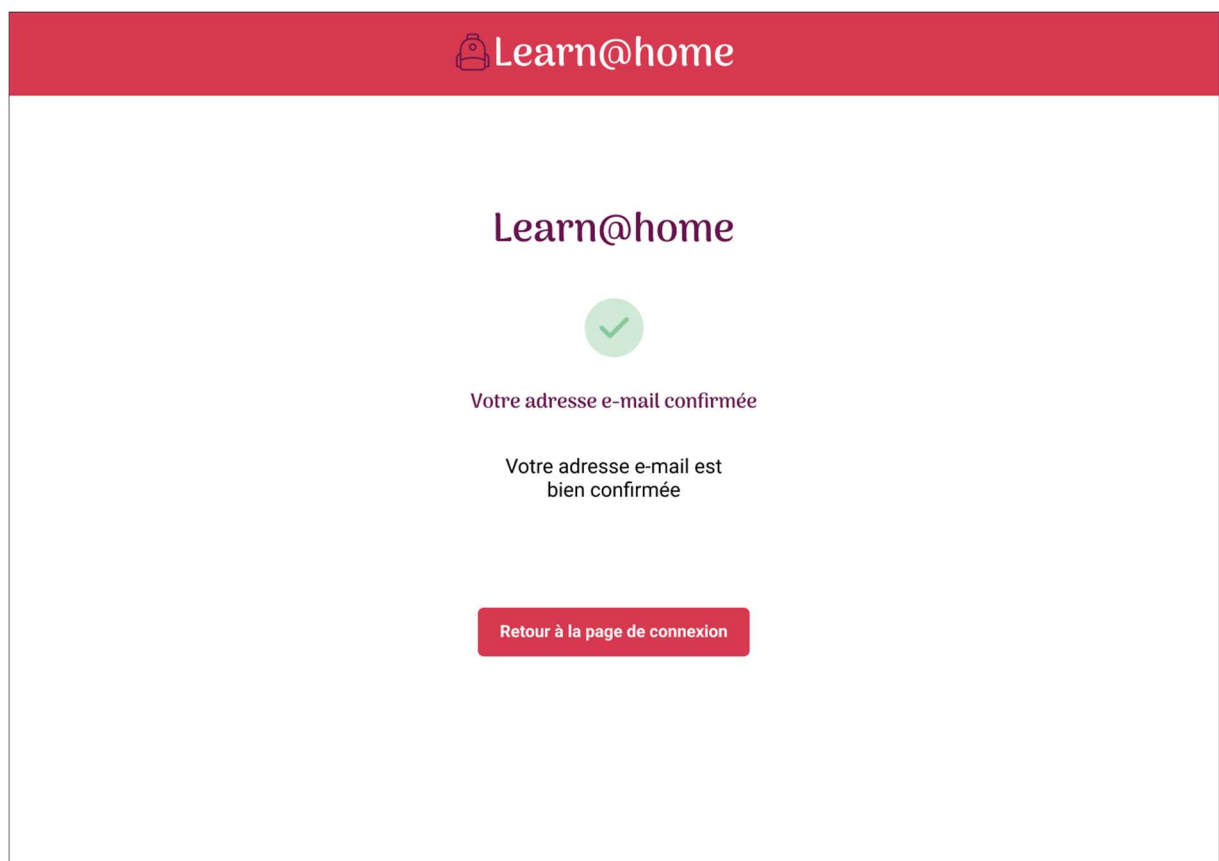 Learn@home
Learn@home
Votre adresse e-mail confirmée
Votre adresse e-mail est
bien confirmée
Retour à la page de connexion